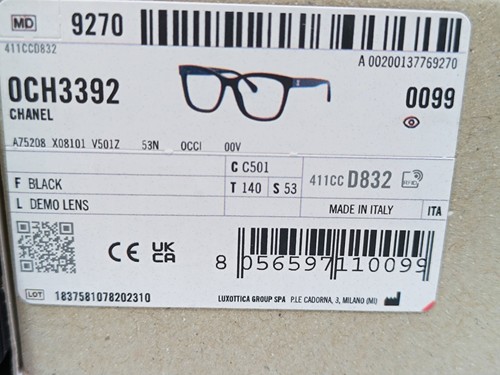 MD 9270
411CCD832
A 00200137769270
OCH3392 0099
CHANEL
A75208 X08101 V501Z 53N OCCI 00V
C C501
F BLACK T 140 S 53 411CC D832
L DEMO LENS MADE IN ITALY ITA
CE UK CA
8 056597 110099
LOT 1837581078202310 LUXOTTICA GROUP SPA P.LE CADORNA, 3, MILANO (MI)